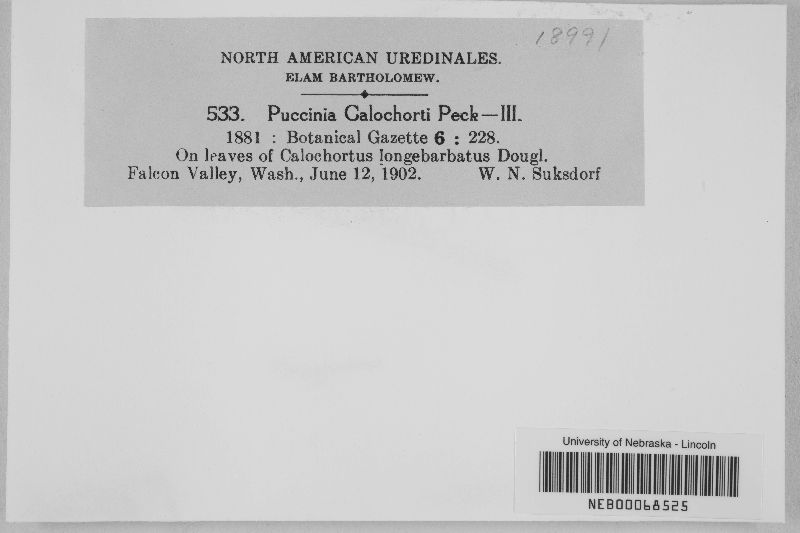 18991
NORTH AMERICAN UREDINALES.
ELAM BARTHOLOMEW.
533. Puccinia Calochorti Peck—III.
1881 : Botanical Gazette 6 : 228.
On leaves of Calochortus longebarbatus Dougl.
Falcon Valley, Wash., June 12, 1902. W. N. Suksdorf
University of Nebraska - Lincoln
NEB00068525